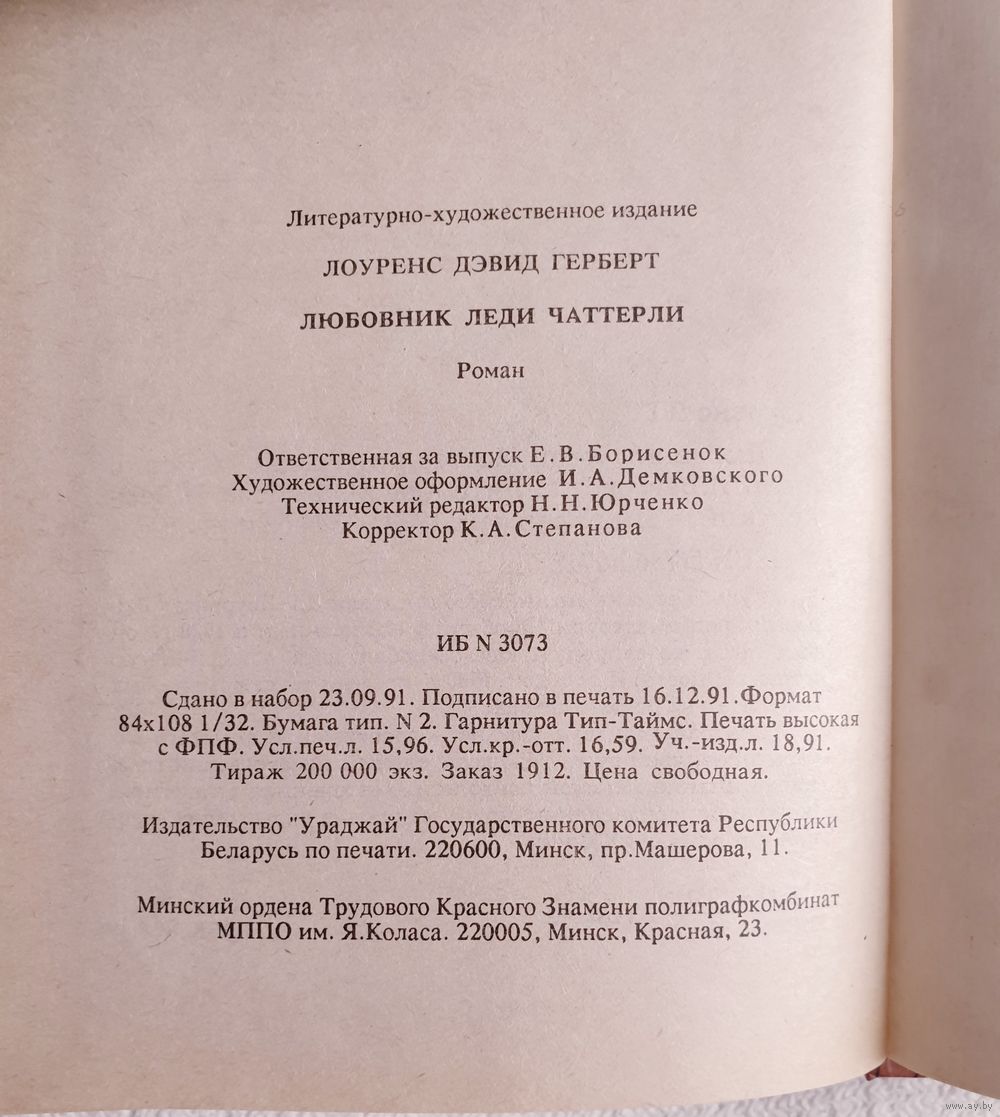 Литературно-художественное издание
ЛОУРЕНС ДЭВИД ГЕРБЕРТ
ЛЮБОВНИК ЛЕДИ ЧАТТЕРЛИ
Роман
Ответственная за выпуск Е.В.Борисенок
Художественное оформление И.А.Демковского
Технический редактор Н.Н.Юрченко
Корректор К.А.Степанова
ИБ N 3073
Сдано в набор 23.09.91. Подписано в печать 16.12.91.Формат
84х108 1/32. Бумага тип. N 2. Гарнитура Тип-Таймс. Печать высокая
с ФПФ. Усл.печ.л. 15,96. Усл.кр.-отт. 16,59. Уч.-изд.л. 18,91.
Тираж 200 000 экз. Заказ 1912. Цена свободная.
Издательство "Ураджай" Государственного комитета Республики
Беларусь по печати. 220600, Минск, пр.Машерова, 11.
Минский ордена Трудового Красного Знамени полиграфкомбинат
МППО им. Я.Коласа. 220005, Минск, Красная, 23.
www.ay.by